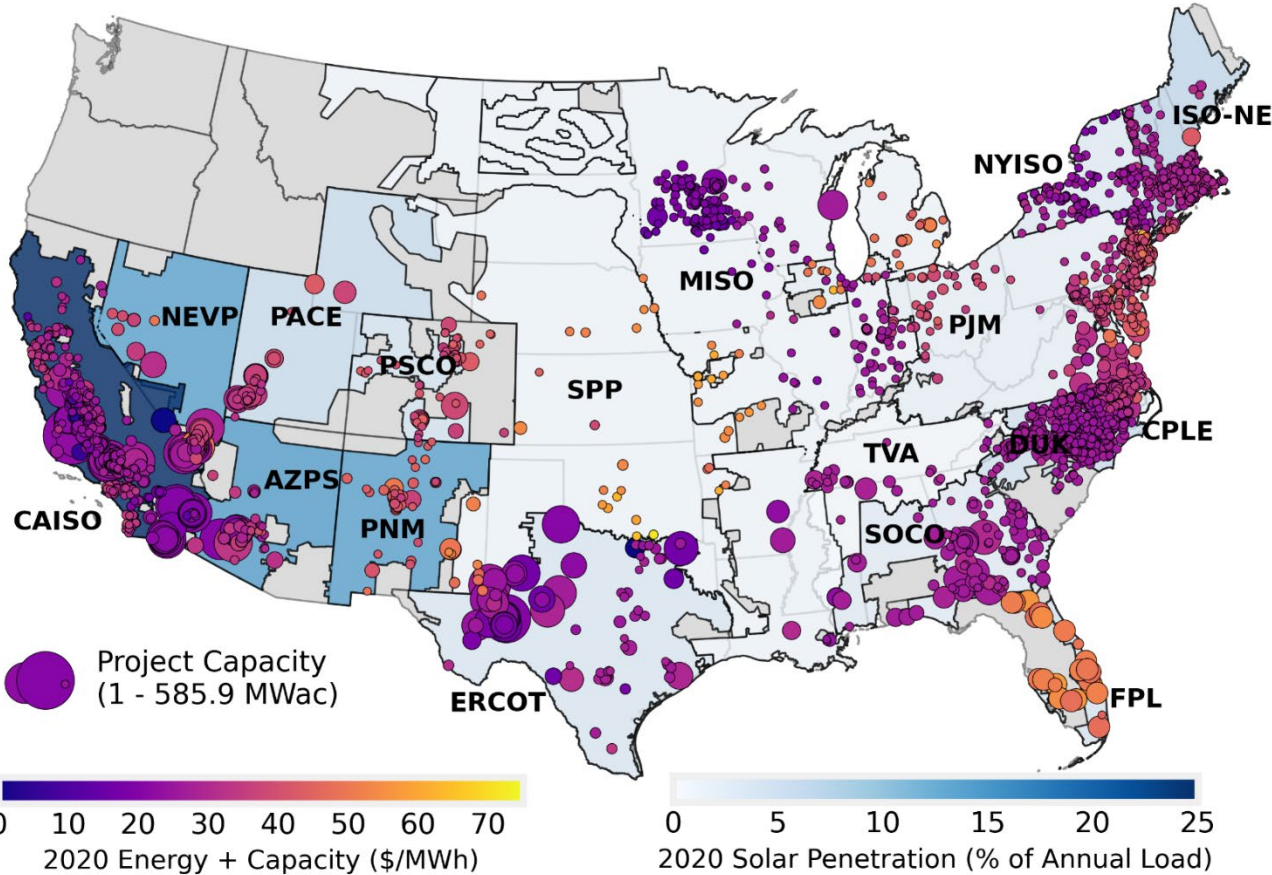 ISO-NE
NYISO
MISO
NEVP
PACE
PJM
PSCO
SPP
CPLE
DUK
TVA
AZPS
CAISO
PNM
SOCO
Project Capacity
(1 - 585.9 MWac)
ERCOT
FPL
0 10 20 30 40 50 60 70
2020 Energy + Capacity ($/MWh)
0 5 10 15 20 25
2020 Solar Penetration (% of Annual Load)